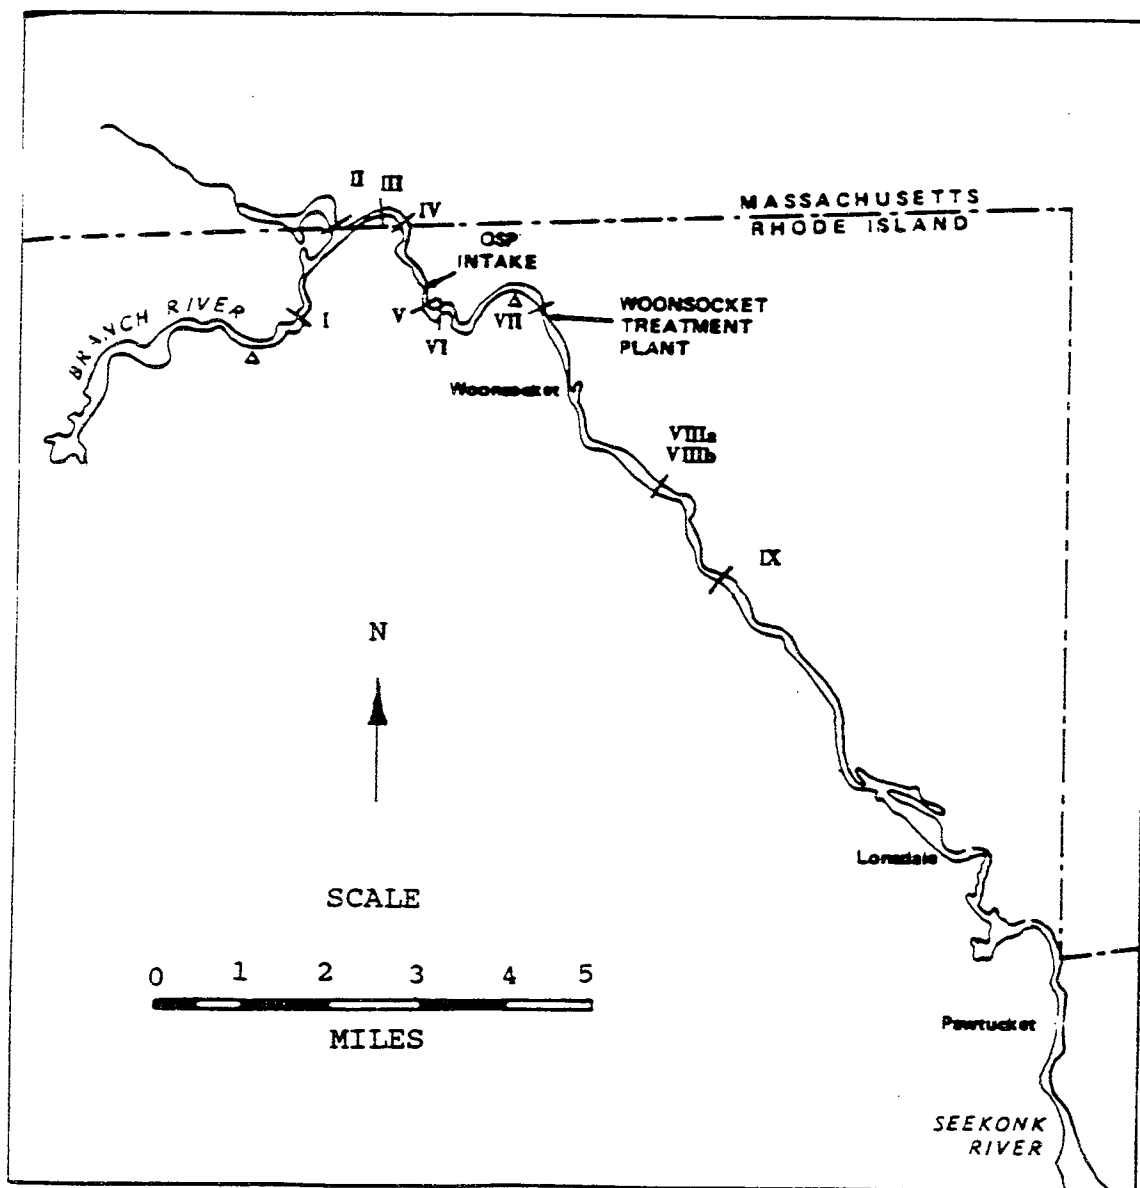 II
III
IV
MASSACHUSETTS
RHODE ISLAND
OSP
INTAKE
BRANCH RIVER
I
V
VI
VII
WOONSOCKET
TREATMENT
PLANT
Woonsocket
VIIIa
VIIIb
IX
N
Lonsdale
SCALE
0 1 2 3 4 5
MILES
Pawtucket
SEEKONK
RIVER